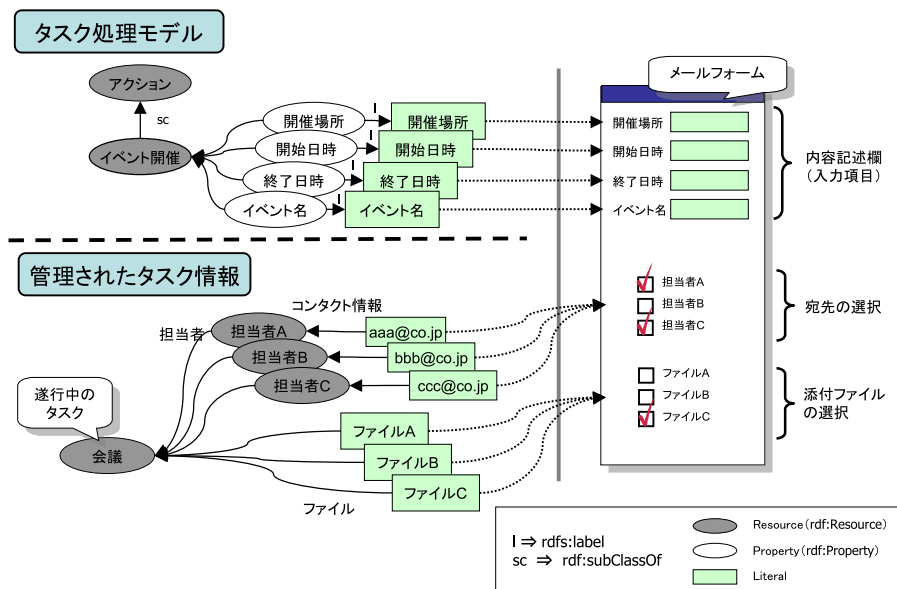 タスク処理モデル
アクション
sc
イベント開催
開催場所
l
開催場所
開始日時
l
開始日時
終了日時
l
終了日時
イベント名
l
イベント名
メールフォーム
開催場所
開始日時
終了日時
イベント名
内容記述欄
（入力項目）
管理されたタスク情報
コンタクト情報
担当者
担当者A
aaa@co.jp
担当者B
bbb@co.jp
担当者C
ccc@co.jp
遂行中の
タスク
会議
ファイルA
ファイルB
ファイルC
ファイル
担当者A
担当者B
担当者C
宛先の選択
ファイルA
ファイルB
ファイルC
添付ファイル
の選択
l ⇒ rdfs:label
sc ⇒ rdf:subClassOf
Resource（rdf:Resource）
Property（rdf:Property）
Literal